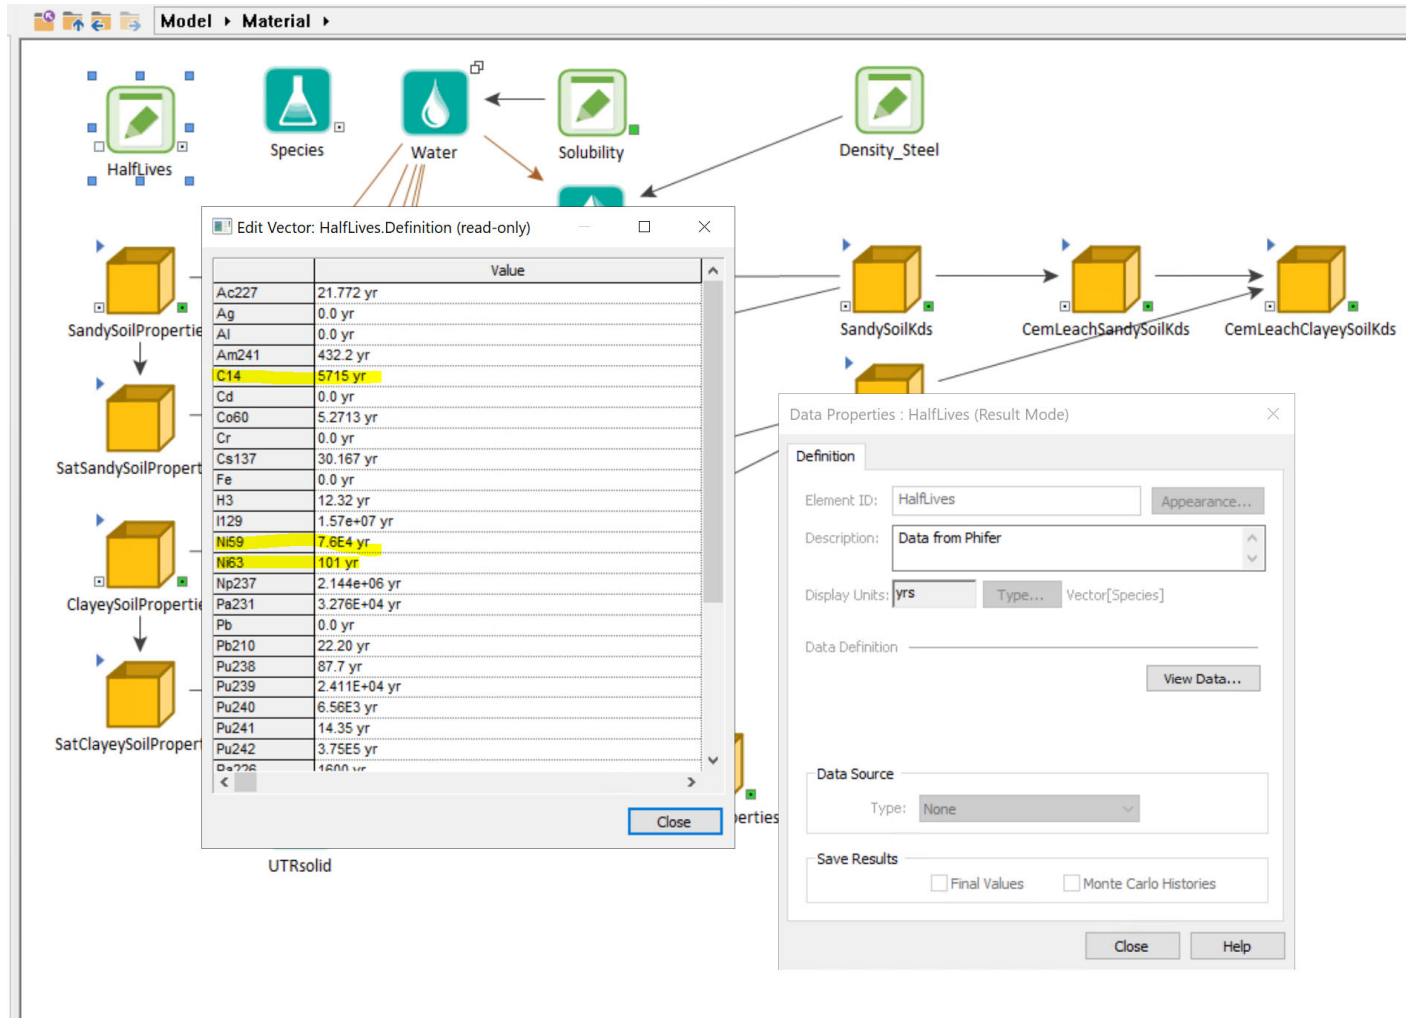 Model Material
HalfLives
Species
Water
Solubility
Density_Steel
Edit Vector: HalfLives.Definition (read-only)
Value
Ac227 21.772 yr
Ag 0.0 yr
Al 0.0 yr
Am241 432.2 yr
C14 5715 yr
Cd 0.0 yr
Co60 5.2713 yr
Cr 0.0 yr
Cs137 30.167 yr
Fe 0.0 yr
H3 12.32 yr
I129 1.57e+07 yr
Ni59 7.6E4 yr
Ni63 101 yr
Np237 2.144e+06 yr
Pa231 3.276E+04 yr
Pb 0.0 yr
Pb210 22.20 yr
Pu238 87.7 yr
Pu239 2.411E+04 yr
Pu240 6.56E3 yr
Pu241 14.35 yr
Pu242 3.75E5 yr
Ra226 1600 yr
Close
SandySoilPropertie
SatSandySoilPropert
ClayeySoilPropertie
SatClayeySoilPropert
UTRsolid
perties
SandySoilKds
CemLeachSandySoilKds
CemLeachClayeySoilKds
Data Properties : HalfLives (Result Mode)
Definition
Element ID: HalfLives Appearance...
Description: Data from Phifer
Display Units: yrs Type... Vector[Species]
Data Definition
View Data...
Data Source
Type: None
Save Results
Final Values Monte Carlo Histories
Close Help